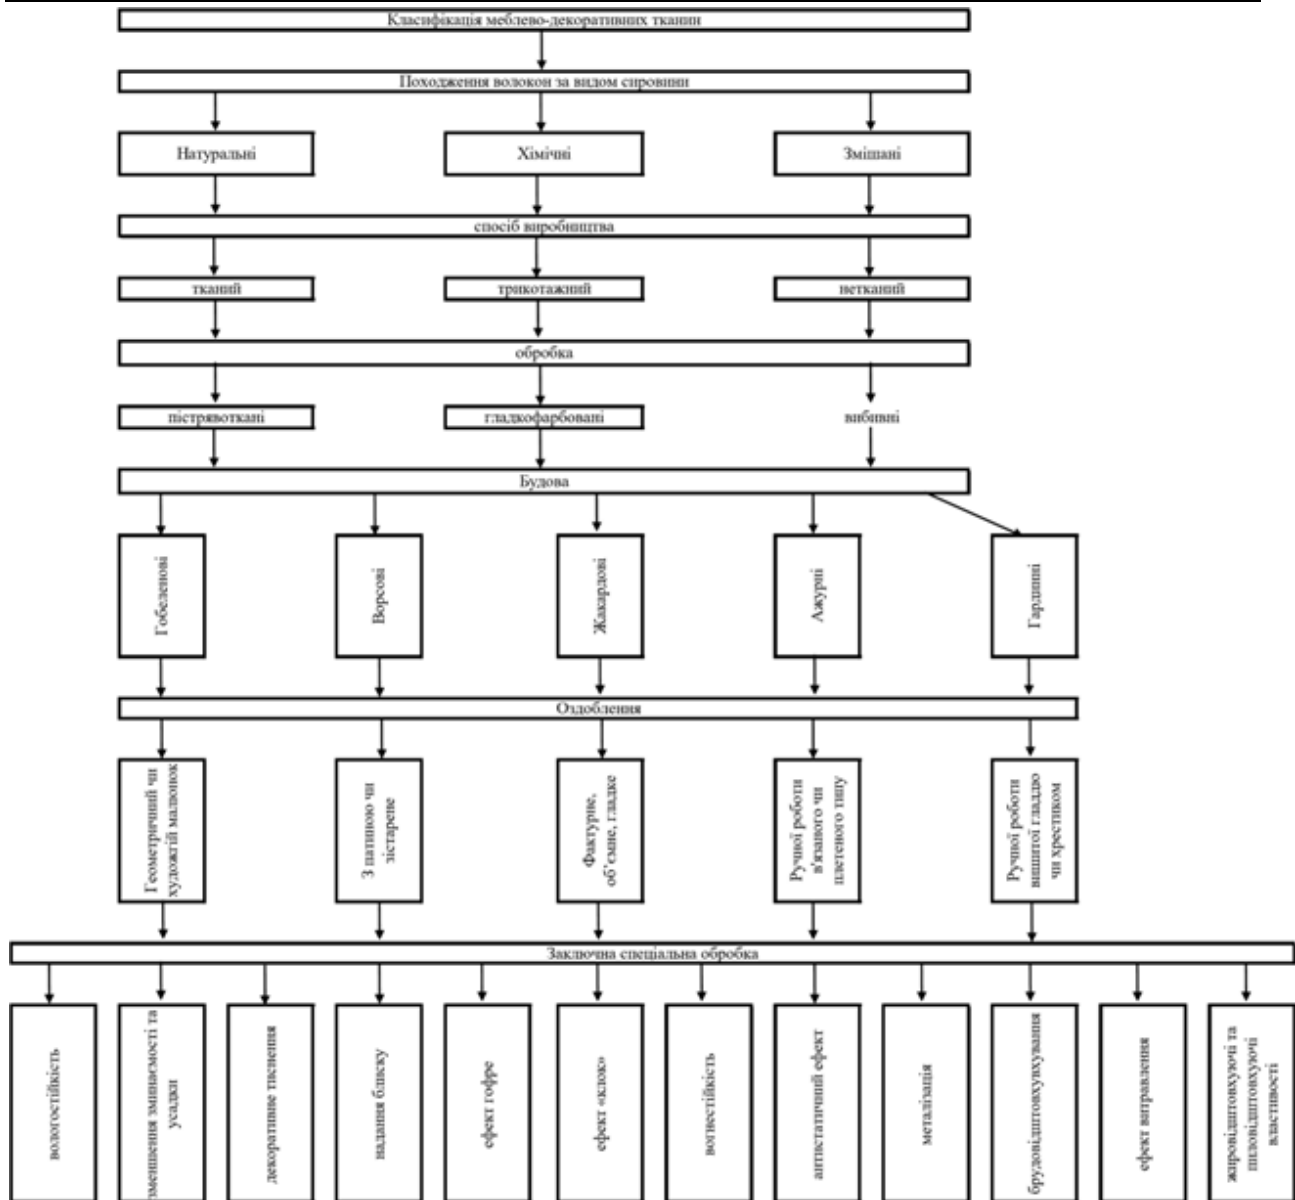 Класифікація меблево-декоративних тканин
Походження волокон за видом сировини
Натуральні
Хімічні
Змішані
спосіб виробництва
тканий
трикотажний
нетканий
обробка
пістрявоткані
гладкофарбовані
вибивні
Будова
Гобеленові
Ворсові
Жакардові
Ажурні
Гардинні
Оздоблення
Геометричний чи
художгій малюнок
З патиною чи
зістарене
Фактурне,
об'ємне, гладке
Ручної роботи
в'язаного чи
плетеного типу
Ручної роботи
вишитої гладдю
чи хрестиком
Заключна спеціальна обробка
вологостійкість
зменшення зминаємості та
усадки
декоративне тиснення
надання блиску
ефект гофре
ефект «клок»
вогнестійкість
антистатичний ефект
металізація
брудовідштовхувхування
ефект виправлення
жировідштовхуючі та
пиловідштовхуючі
властивості